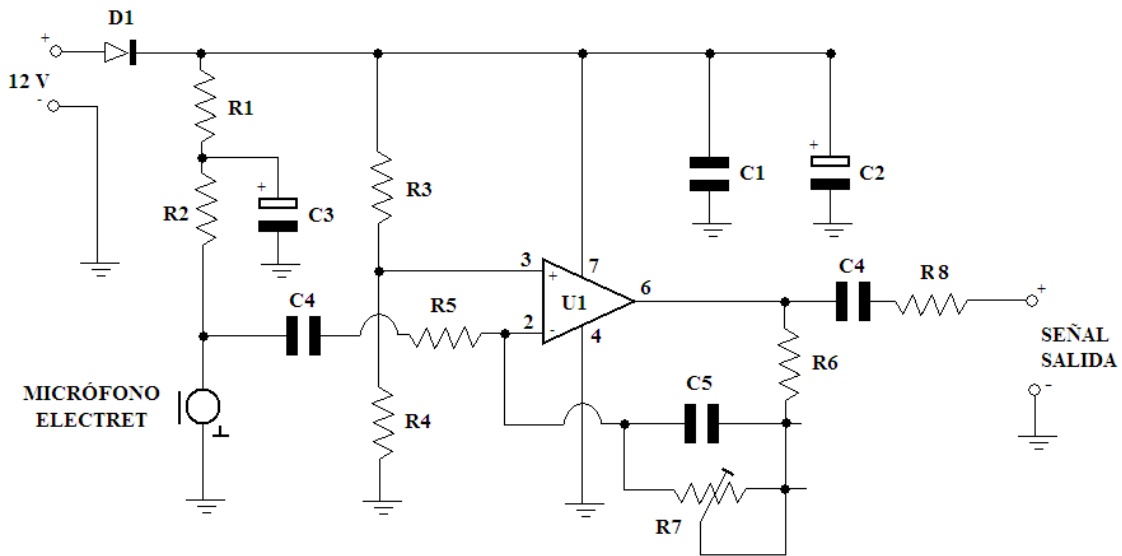 D1
+
12 V
-
R1
R2
+
C3
R3
C1
+
C2
C4
R5
3
+
7
U1
2
-
4
6
C4
R8
+
SEÑAL
SALIDA
-
R6
MICRÓFONO
ELECTRET
R4
C5
R7